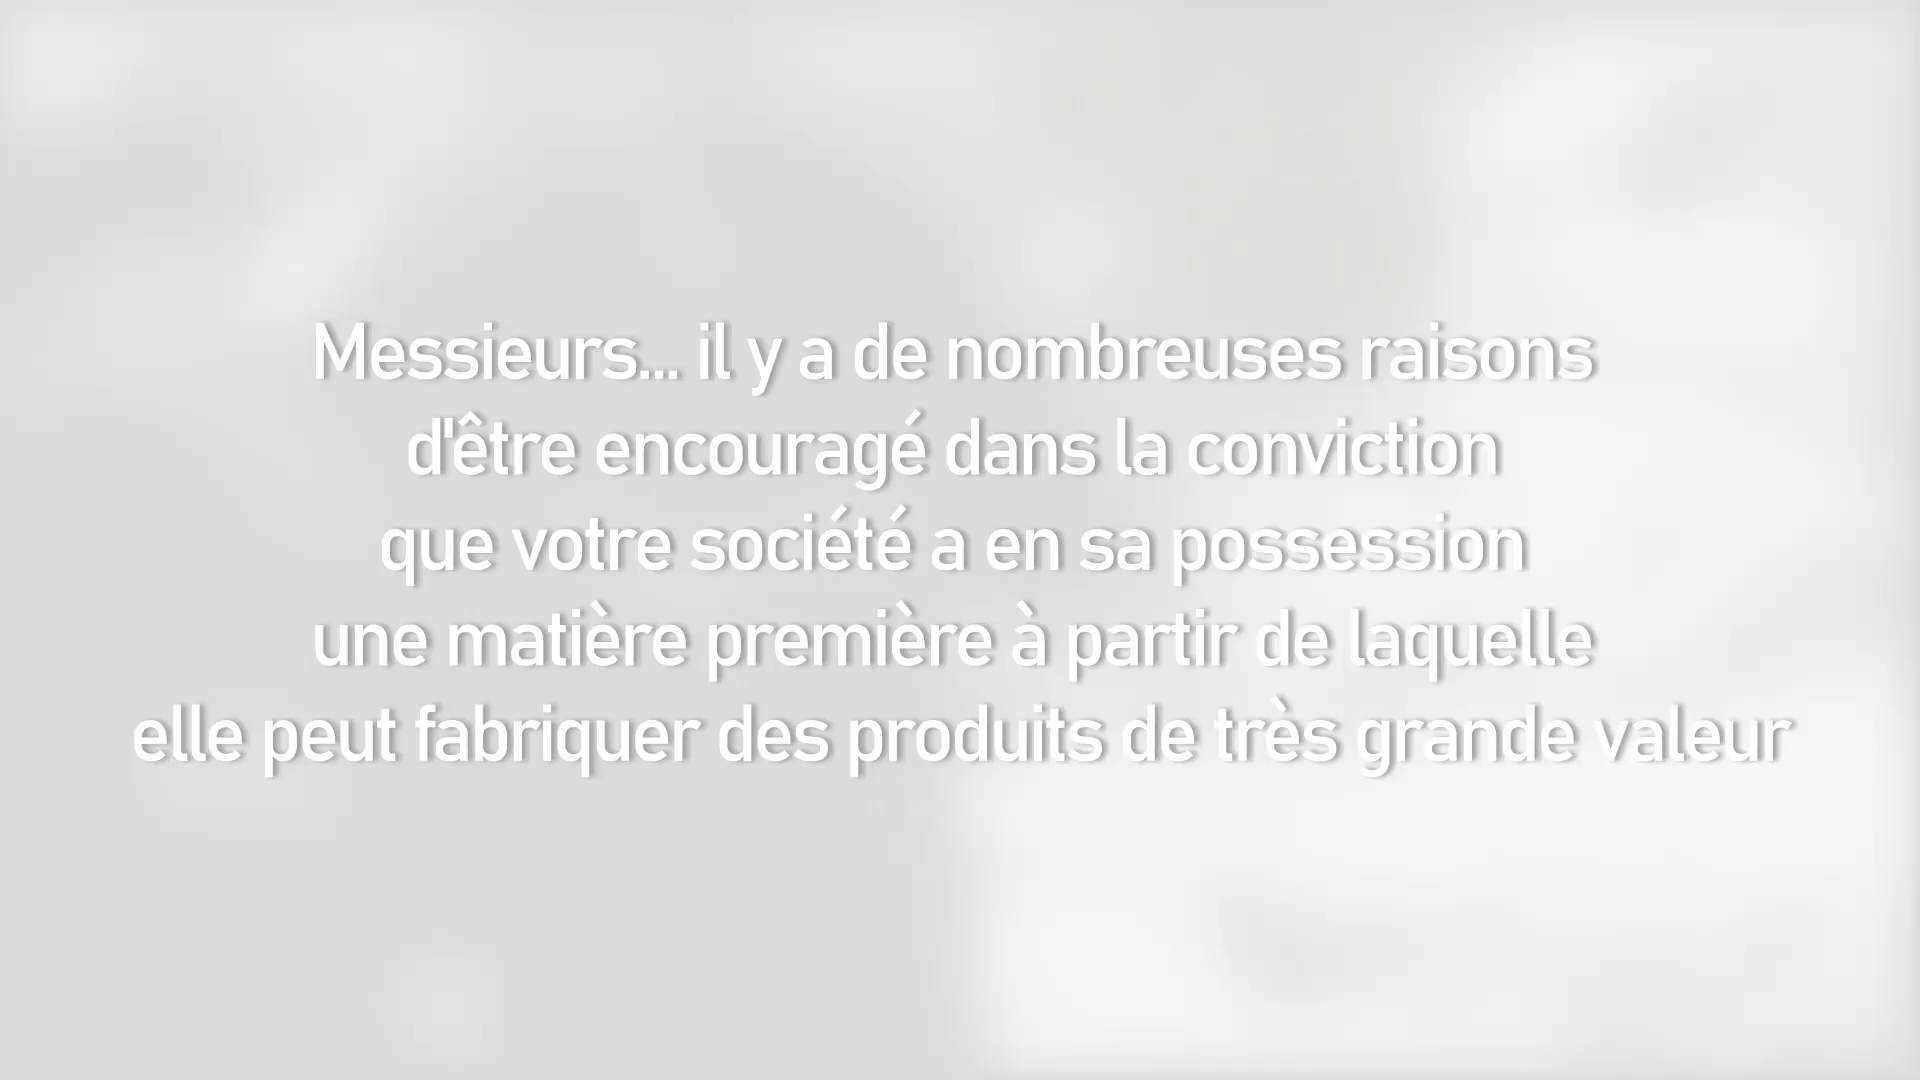 Messieurs... il y a de nombreuses raisons
d'être encouragé dans la conviction
que votre société a en sa possession
une matière première à partir de laquelle
elle peut fabriquer des produits de très grande valeur